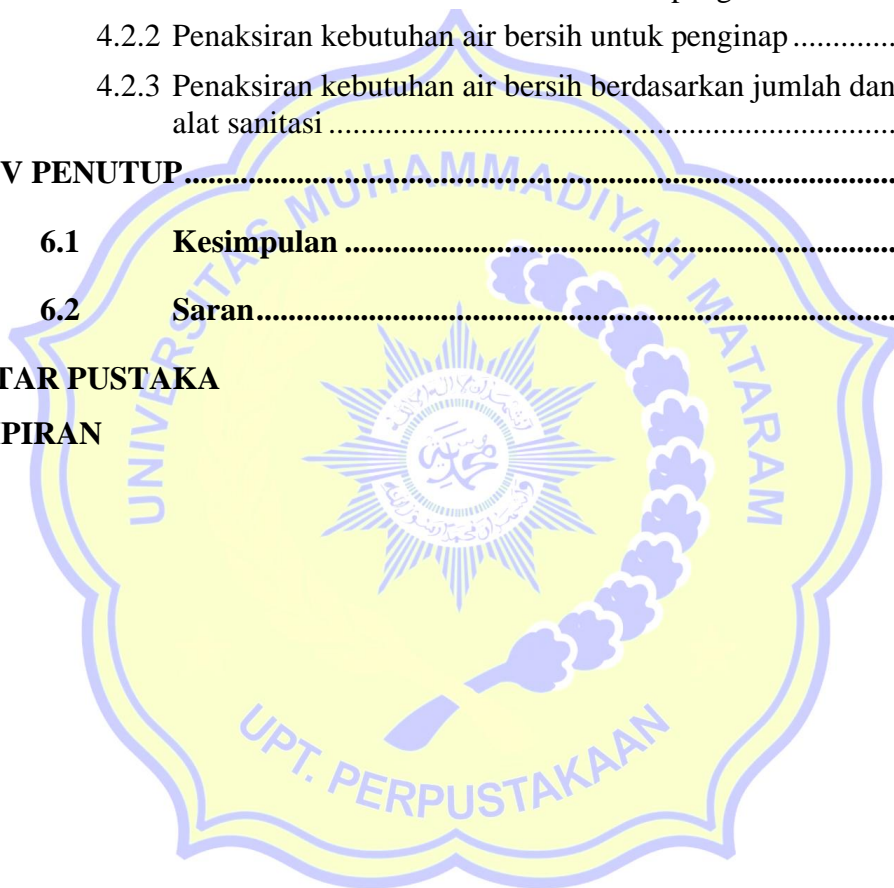 4.2.2 Penaksiran kebutuhan air bersih untuk penginap .............
4.2.3 Penaksiran kebutuhan air bersih berdasarkan jumlah dan
alat sanitasi ........................................................................
V PENUTUP..........................................................................................
6.1 Kesimpulan .....................................................................
6.2 Saran................................................................................
TAR PUSTAKA
PIRAN
UNIVERSITAS MUHAMMADIYAH MATARAM
UPT. PERPUSTAKAAN